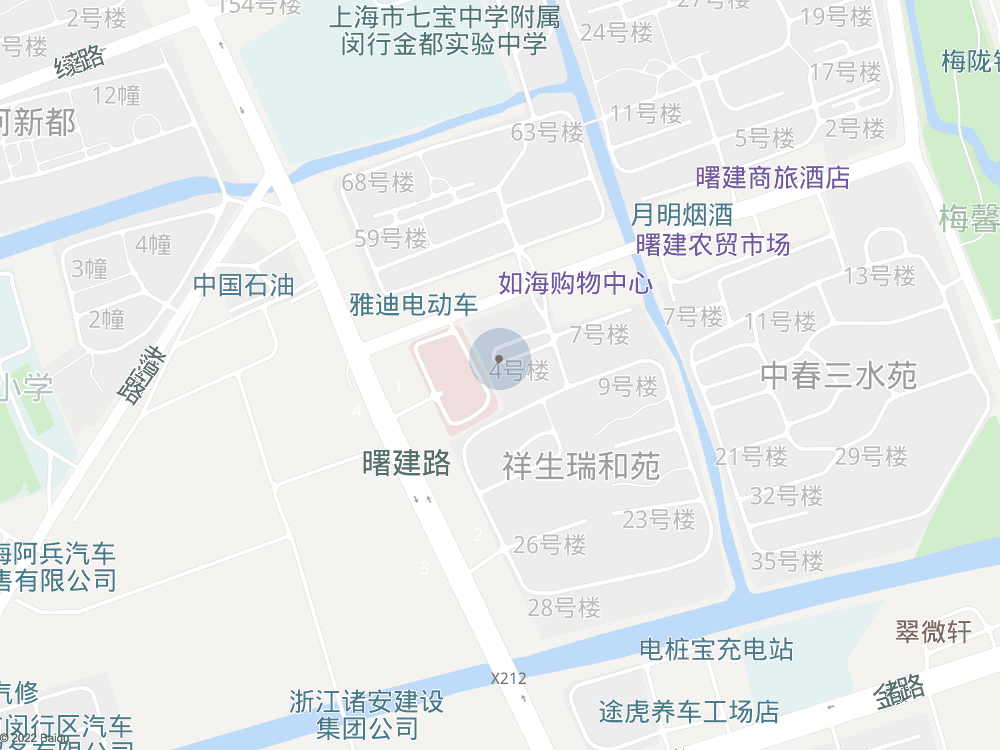 2号楼
154号楼
上海市七宝中学附属
闵行金都实验中学
27号楼
19号楼
24号楼
号楼
梅陇
17号楼
12幢
河新都
11号楼
63号楼
5号楼
2号楼
68号楼
曙建商旅酒店
月明烟酒
梅馨
59号楼
曙建农贸市场
4幢
3幢
中国石油
如海购物中心
13号楼
雅迪电动车
2幢
7号楼
11号楼
7号楼
4号楼
小学
9号楼
中春三水苑
1
4
曙建路
祥生瑞和苑
21号楼
29号楼
32号楼
23号楼
2
26号楼
海阿兵汽车
售有限公司
3
35号楼
28号楼
翠微轩
电桩宝充电站
X212
金都路
汽修
浙江诸安建设
集团公司
途虎养车工场店
闵行区汽车
发有限公司
© 2022 Baidu